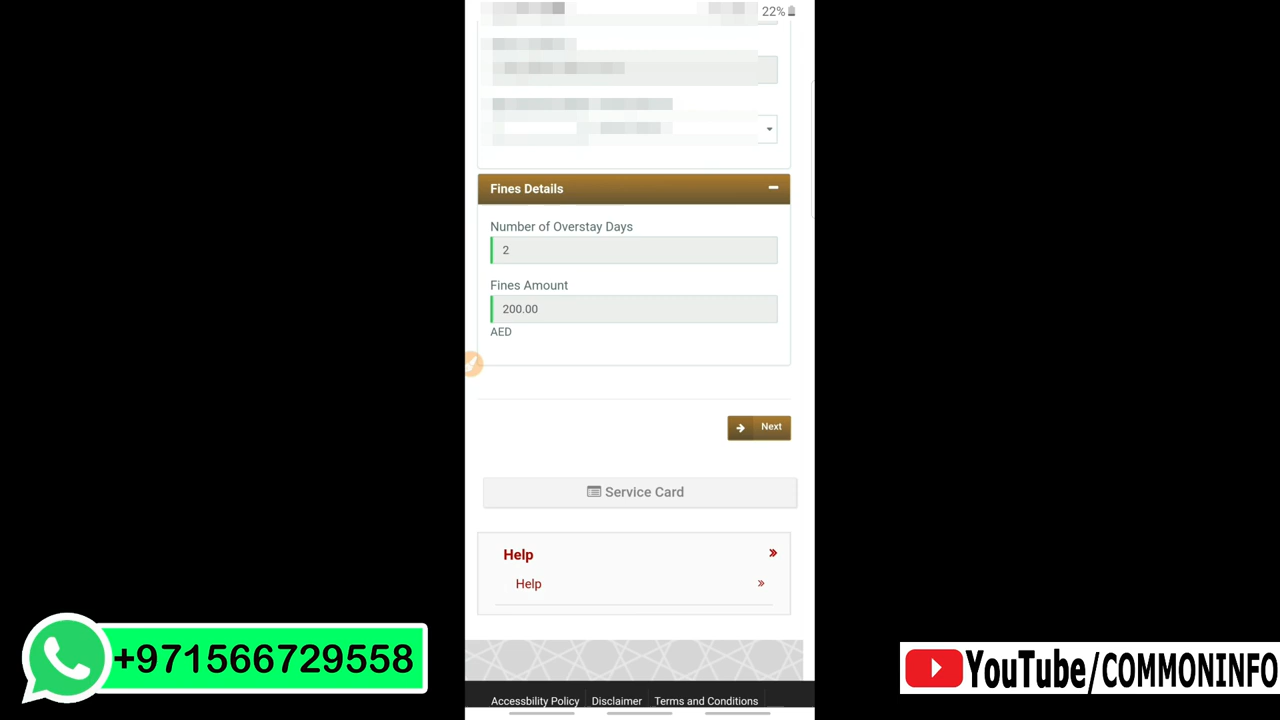 22%
Fines Details
Number of Overstay Days
2
Fines Amount
200.00
AED
Next
Service Card
Help
Help
+971566729558
YouTube/COMMONINFO
Accessbility Policy
Disclaimer
Terms and Conditions